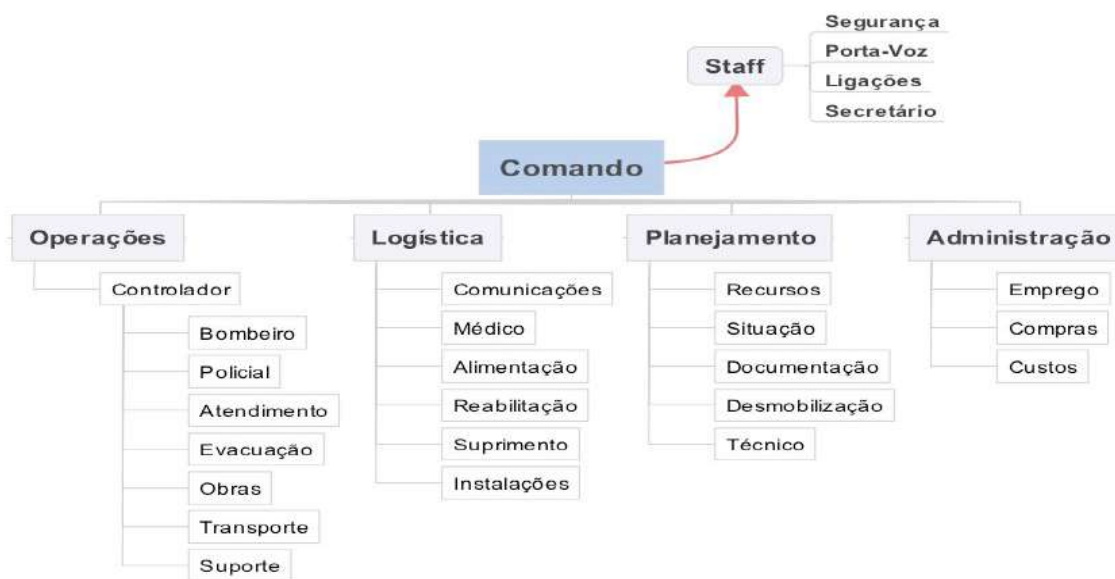 Segurança
Porta-Voz
Staff
Ligações
Secretário
Comando
Operações
Logística
Planejamento
Administração
Controlador
Bombeiro
Policial
Atendimento
Evacuação
Obras
Transporte
Suporte
Comunicações
Médico
Alimentação
Reabilitação
Suprimento
Instalações
Recursos
Situação
Documentação
Desmobilização
Técnico
Emprego
Compras
Custos